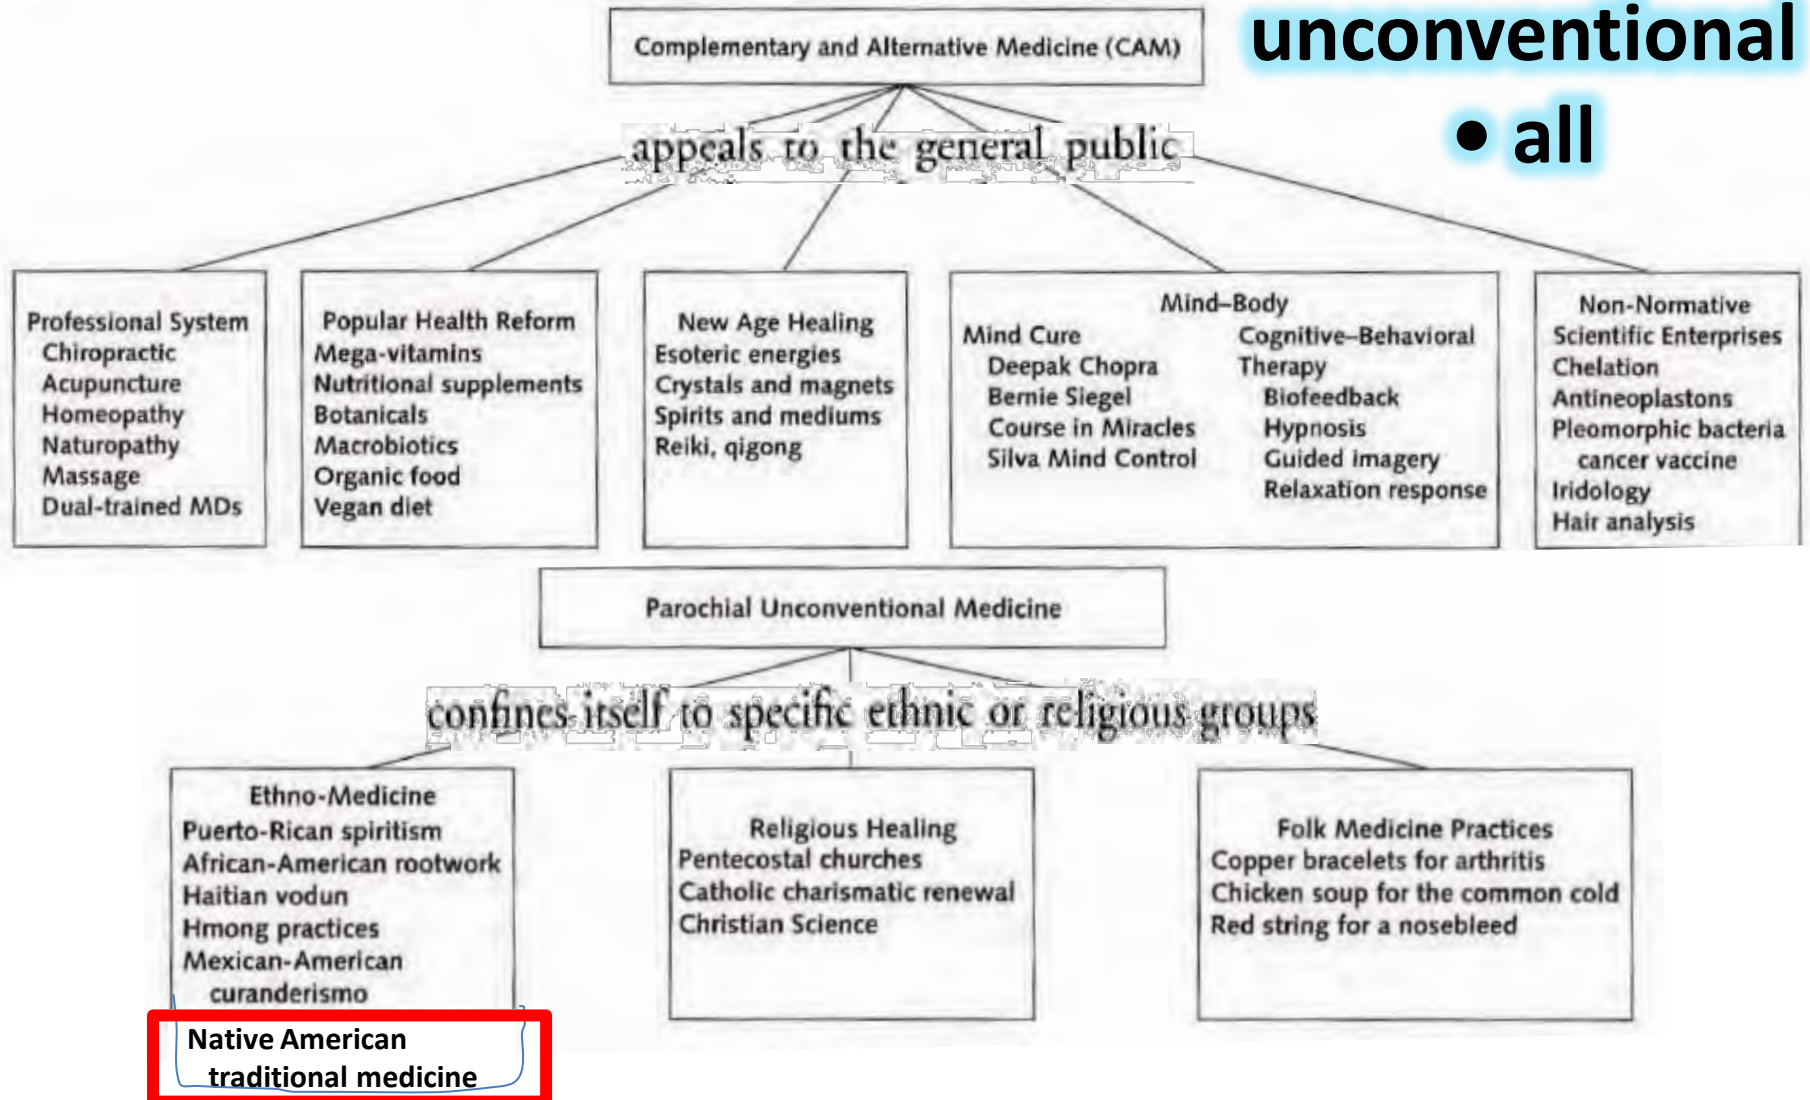 unconventional
• all
Complementary and Alternative Medicine (CAM)
appeals to the general public
Professional System
Chiropractic
Acupuncture
Homeopathy
Naturopathy
Massage
Dual-trained MDs
Popular Health Reform
Mega-vitamins
Nutritional supplements
Botanicals
Macrobiotics
Organic food
Vegan diet
New Age Healing
Esoteric energies
Crystals and magnets
Spirits and mediums
Reiki, qigong
Mind–Body
Mind Cure
Deepak Chopra
Bernie Siegel
Course in Miracles
Silva Mind Control
Cognitive–Behavioral
Therapy
Biofeedback
Hypnosis
Guided imagery
Relaxation response
Non-Normative
Scientific Enterprises
Chelation
Antineoplastons
Pleomorphic bacteria
cancer vaccine
Iridology
Hair analysis
Parochial Unconventional Medicine
confines itself to specific ethnic or religious groups
Ethno-Medicine
Puerto-Rican spiritism
African-American rootwork
Haitian vodun
Hmong practices
Mexican-American
curanderismo
Native American
traditional medicine
Religious Healing
Pentecostal churches
Catholic charismatic renewal
Christian Science
Folk Medicine Practices
Copper bracelets for arthritis
Chicken soup for the common cold
Red string for a nosebleed